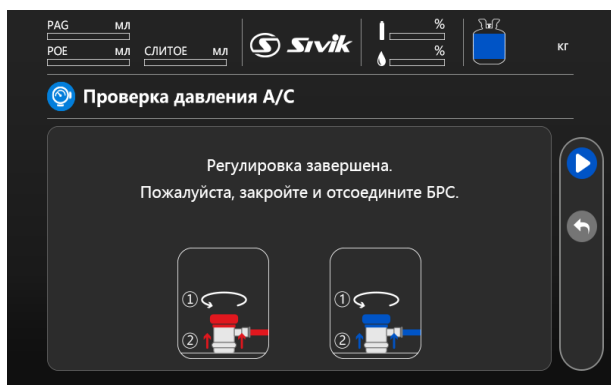 PAG мл
POE мл СЛИТОЕ мл
Sıvik
%
%
кг
Проверка давления А/С
Регулировка завершена.
Пожалуйста, закройте и отсоедините БРС.
① ①
② ②